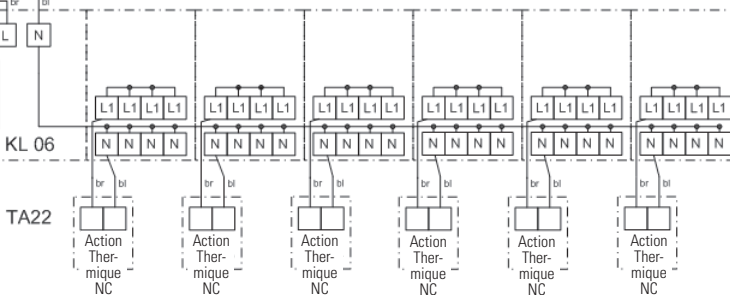 br bl
L N
L1 L1 L1 L1 L1 L1 L1 L1 L1 L1 L1 L1 L1 L1 L1 L1 L1 L1 L1 L1 L1 L1 L1 L1
KL 06 N N N N N N N N N N N N N N N N N N N N N N N N
br bl br bl br bl br bl br bl br bl
TA22
Action Action Action Action Action Action
Ther- Ther- Ther- Ther- Ther- Ther-
mique mique mique mique mique mique
NC NC NC NC NC NC